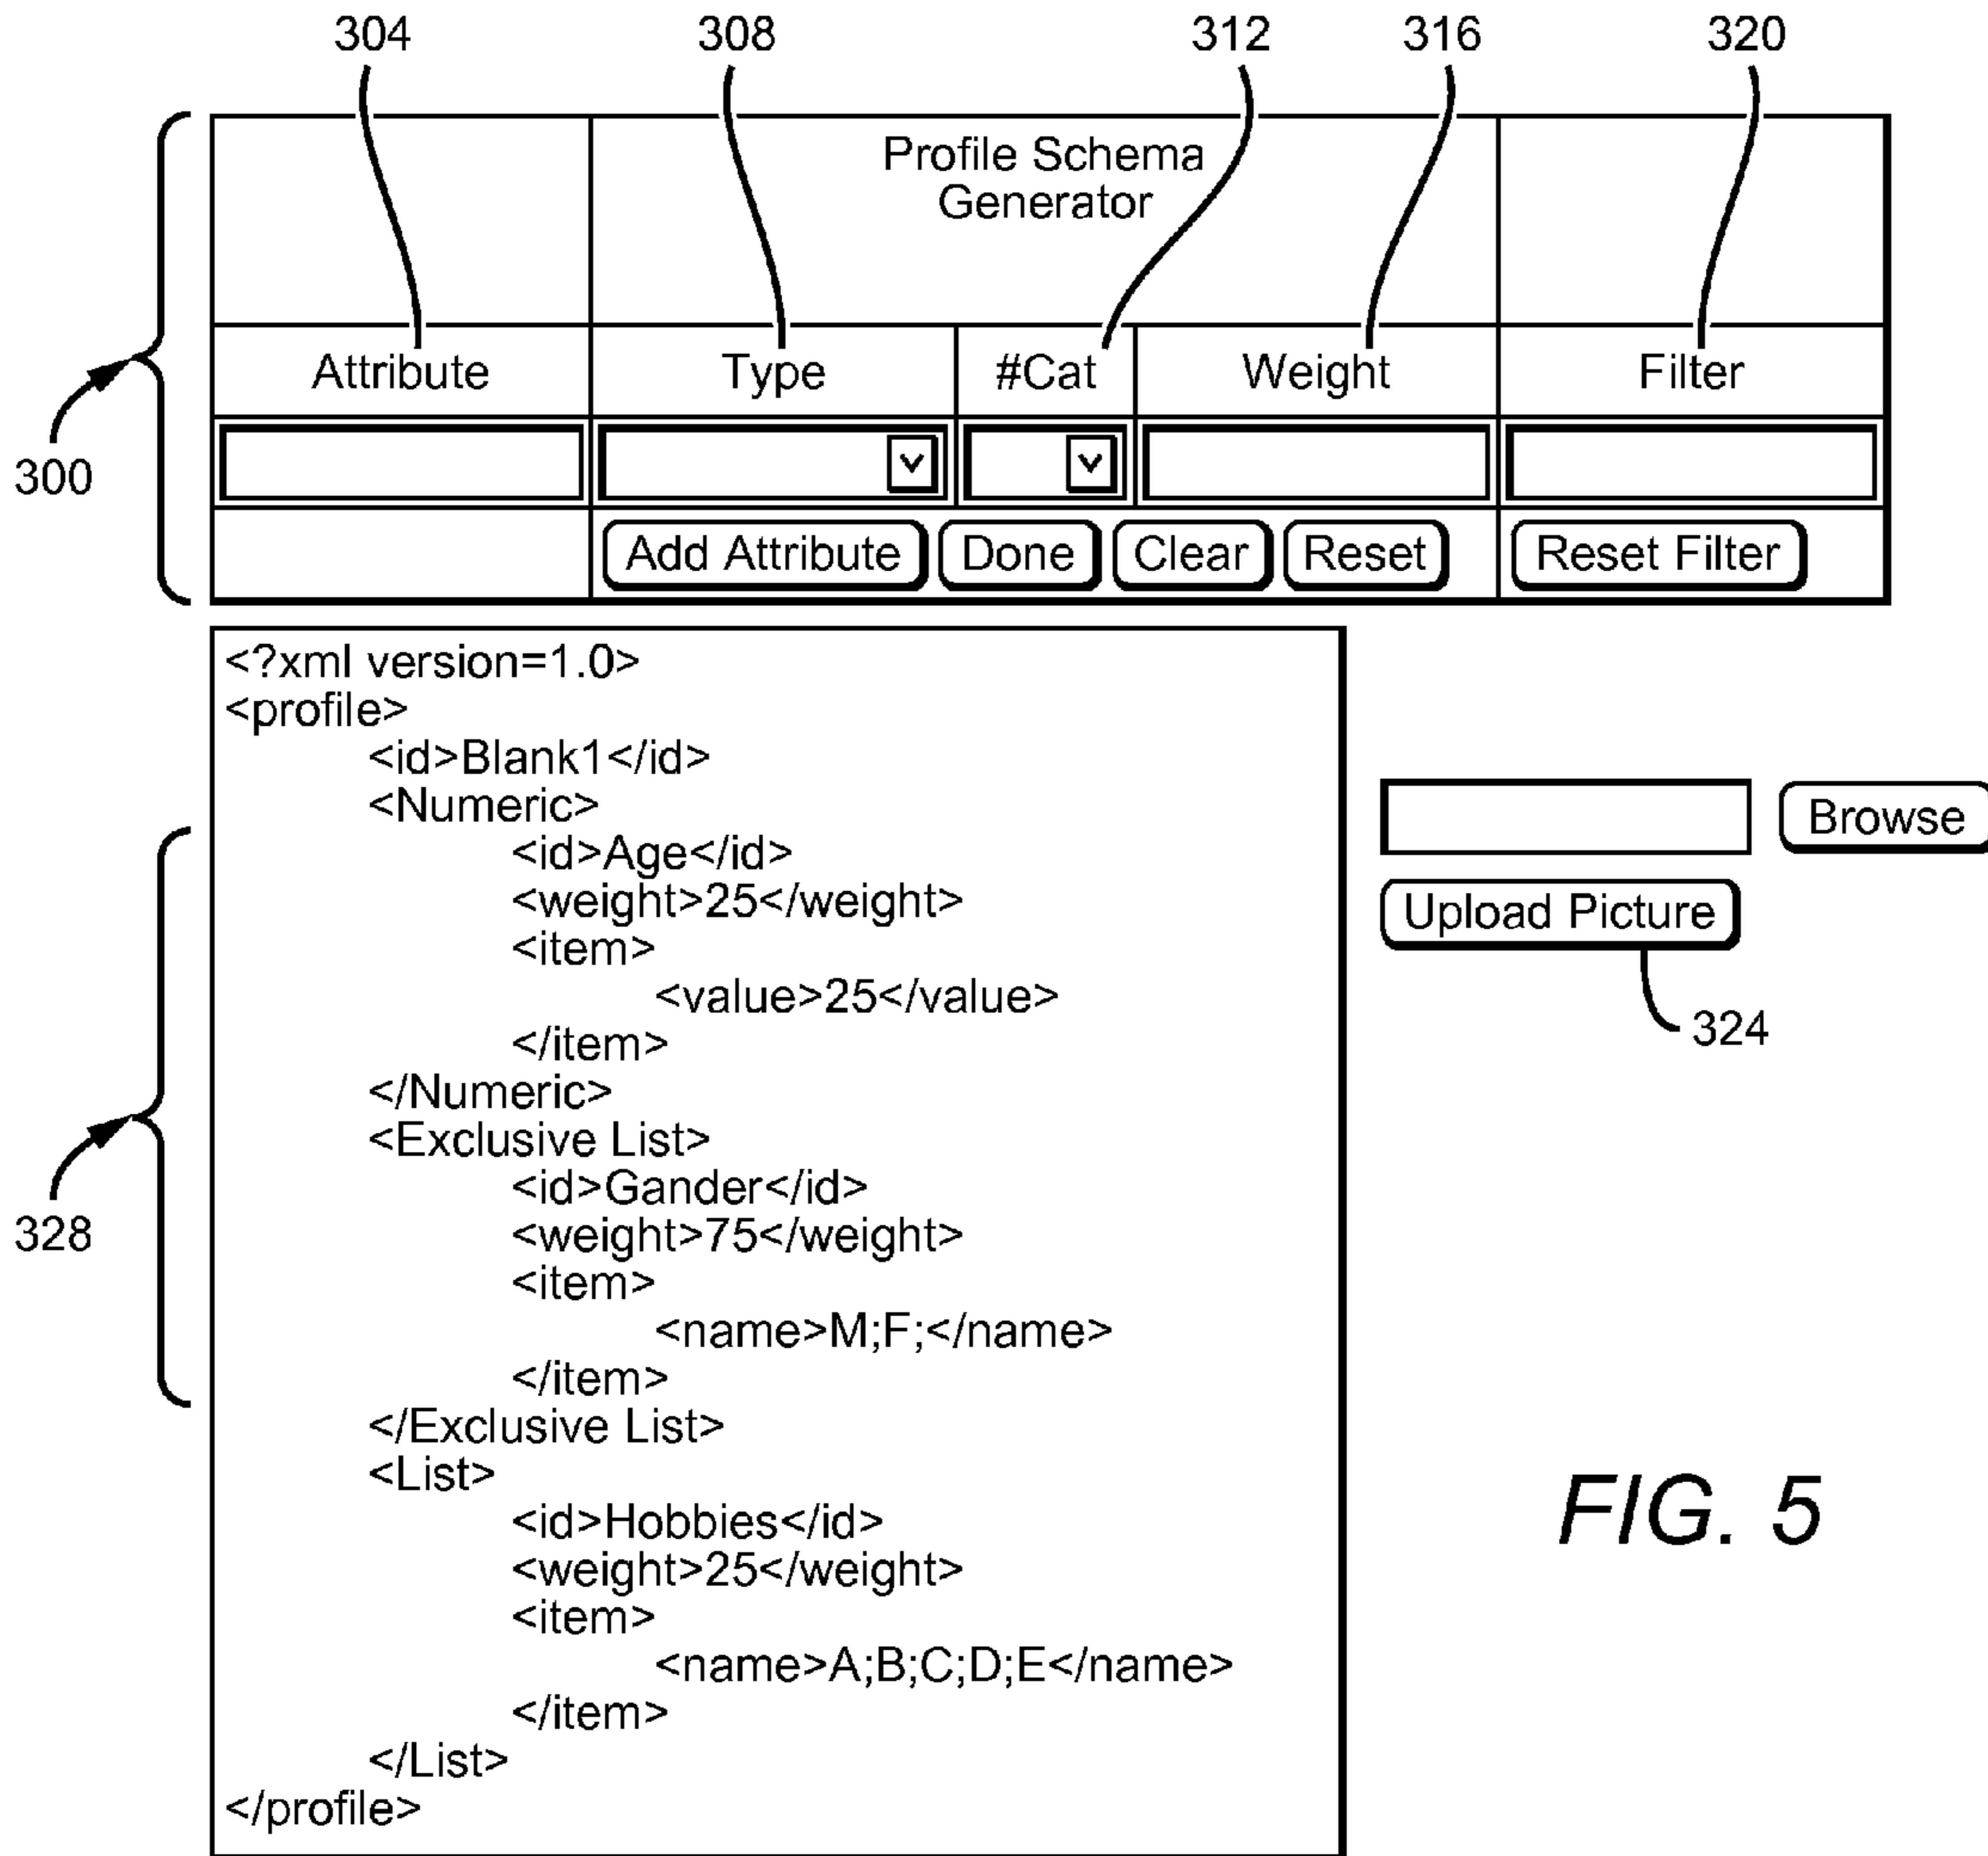 304 308 312 316 320
Profile Schema
Generator
Attribute Type #Cat Weight Filter
300
Add Attribute Done Clear Reset Reset Filter
<?xml version=1.0>
<profile>
<id>Blank1</id>
<Numeric>
<id>Age</id>
<weight>25</weight>
<item>
<value>25</value>
</item>
</Numeric>
<Exclusive List>
<id>Gander</id>
<weight>75</weight>
<item>
<name>M;F;</name>
</item>
</Exclusive List>
<List>
<id>Hobbies</id>
<weight>25</weight>
<item>
<name>A;B;C;D;E</name>
</item>
</List>
</profile>
328
Browse
Upload Picture
324
FIG. 5